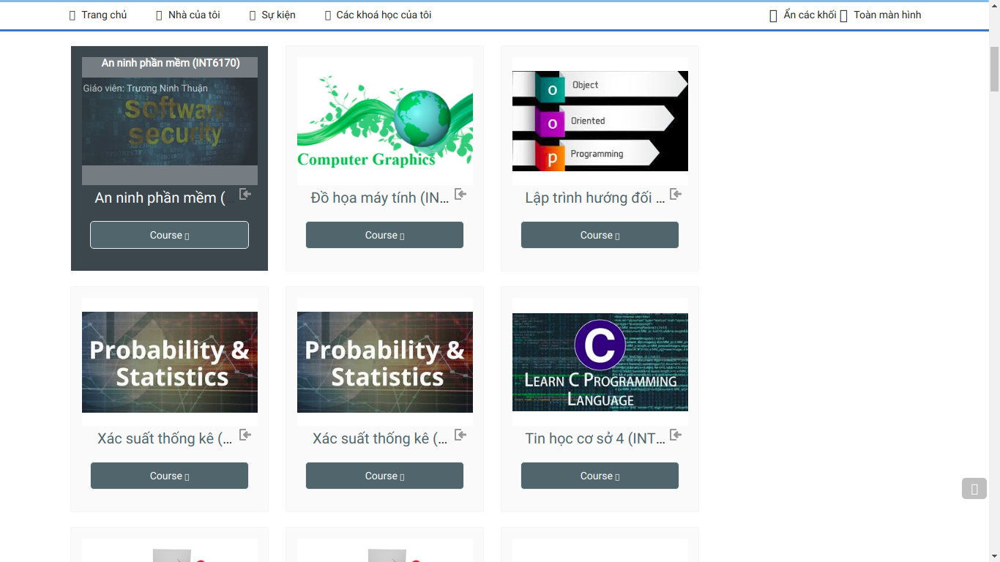 Trang chủ
Nhà của tôi
Sự kiện
Các khoá học của tôi
Ẩn các khối
Toàn màn hình
An ninh phần mềm (INT6170)
Giáo viên: Trương Ninh Thuận
software
security
An ninh phần mềm (...
Course
Computer Graphics
Đồ họa máy tính (IN...
Course
o Object
o Oriented
p Programming
Lập trình hướng đối ...
Course
Probability &
Statistics
Xác suất thống kê (...
Course
Probability &
Statistics
Xác suất thống kê (...
Course
C
LEARN C PROGRAMMING
LANGUAGE
Tin học cơ sở 4 (INT...
Course